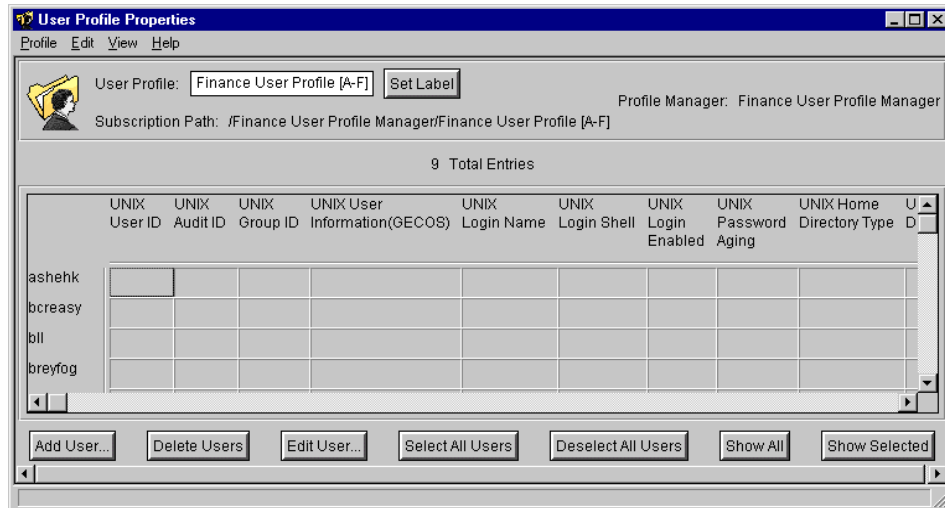 User Profile Properties
Profile Edit View Help
User Profile: Finance User Profile [A-F] Set Label
Profile Manager: Finance User Profile Manager
Subscription Path: /Finance User Profile Manager/Finance User Profile [A-F]
9 Total Entries
UNIX UNIX UNIX UNIX User UNIX UNIX UNIX UNIX UNIX Home U
User ID Audit ID Group ID Information(GECOS) Login Name Login Shell Login Password Directory Type D
Enabled Aging
ashehk
bcreasy
bll
breyfog
Add User... Delete Users Edit User... Select All Users Deselect All Users Show All Show Selected